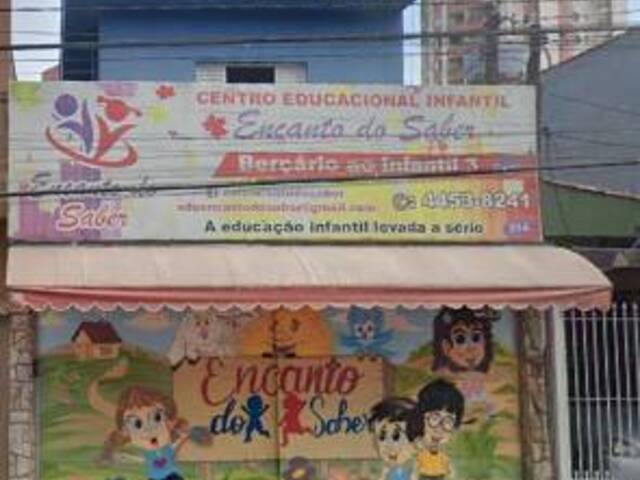 CENTRO EDUCACIONAL INFANTIL
Encanto do Saber
Berçário ao Infantil 3
Encanto do
Saber
4453-8241
A educação infantil levada a sério
Encanto
do Saber